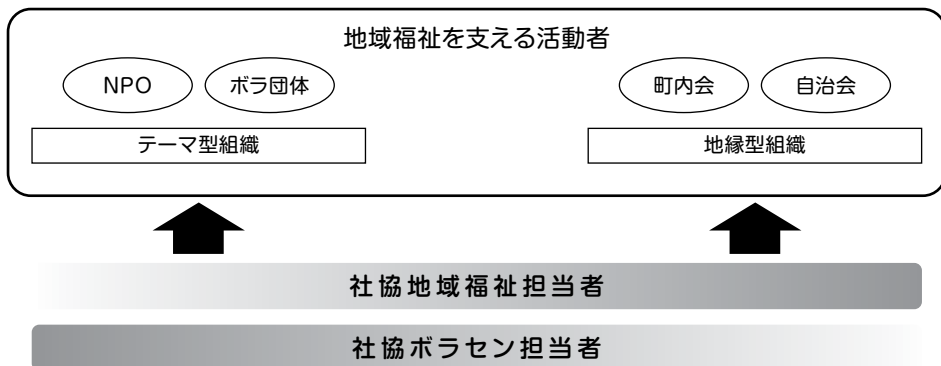 地域福祉を支える活動者
NPO ボラ団体 町内会 自治会
テーマ型組織 地縁型組織
社協地域福祉担当者
社協ボラセン担当者